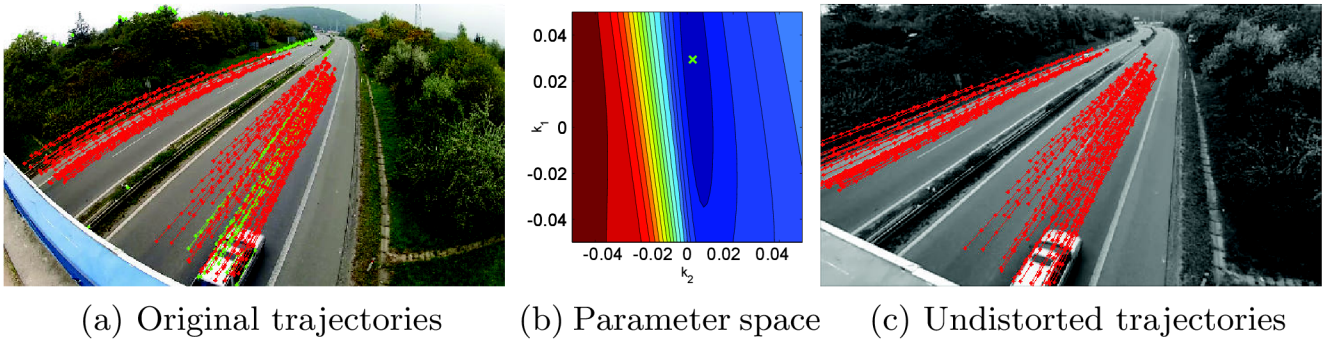 0.04
0.02
0
-0.02
-0.04
k1
-0.04 -0.02 0 0.02 0.04
k2
(a) Original trajectories
(b) Parameter space
(c) Undistorted trajectories